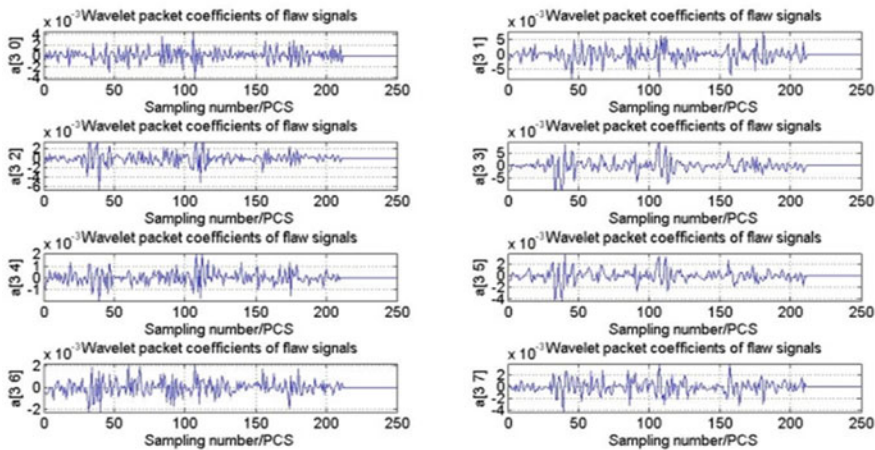 x 10⁻³ Wavelet packet coefficients of flaw signals
a[3 0]
4
2
0
-2
-4
0 50 100 150 200 250
Sampling number/PCS
x 10⁻³ Wavelet packet coefficients of flaw signals
a[3 1]
5
0
-5
0 50 100 150 200 250
Sampling number/PCS
x 10⁻³ Wavelet packet coefficients of flaw signals
a[3 2]
2
0
-2
-4
-6
0 50 100 150 200 250
Sampling number/PCS
x 10⁻³ Wavelet packet coefficients of flaw signals
a[3 3]
5
0
-5
0 50 100 150 200 250
Sampling number/PCS
x 10⁻³ Wavelet packet coefficients of flaw signals
a[3 4]
2
1
0
-1
0 50 100 150 200 250
Sampling number/PCS
x 10⁻³ Wavelet packet coefficients of flaw signals
a[3 5]
2
0
-2
-4
0 50 100 150 200 250
Sampling number/PCS
x 10⁻³ Wavelet packet coefficients of flaw signals
a[3 6]
2
0
-2
0 50 100 150 200 250
Sampling number/PCS
x 10⁻³ Wavelet packet coefficients of flaw signals
a[3 7]
2
0
-2
-4
0 50 100 150 200 250
Sampling number/PCS